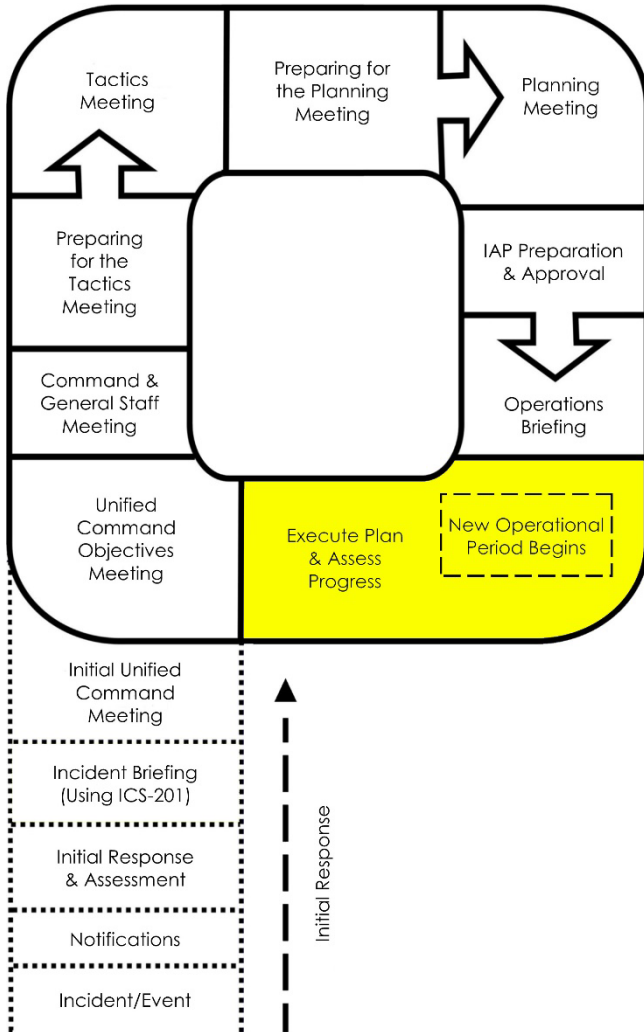 Tactics
Meeting
Preparing for
the Planning
Meeting
Planning
Meeting
Preparing
for the
Tactics
Meeting
IAP Preparation
& Approval
Command &
General Staff
Meeting
Operations
Briefing
Unified
Command
Objectives
Meeting
Execute Plan
& Assess
Progress
New Operational
Period Begins
Initial Unified
Command
Meeting
Incident Briefing
(Using ICS-201)
Initial Response
& Assessment
Notifications
Incident/Event
Initial Response